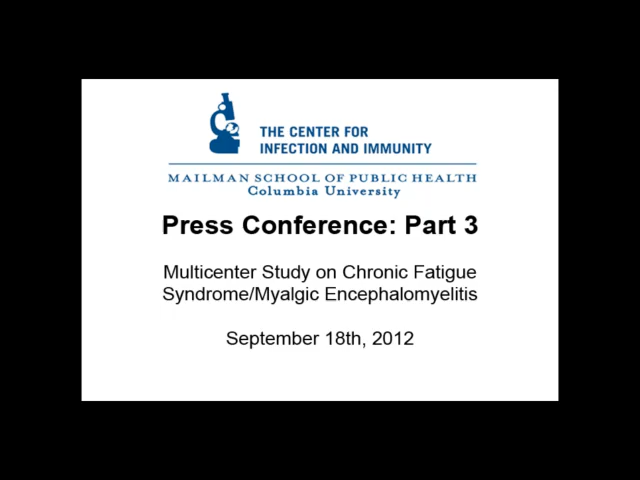 THE CENTER FOR
INFECTION AND IMMUNITY
MAILMAN SCHOOL OF PUBLIC HEALTH
Columbia University
Press Conference: Part 3
Multicenter Study on Chronic Fatigue
Syndrome/Myalgic Encephalomyelitis
September 18th, 2012